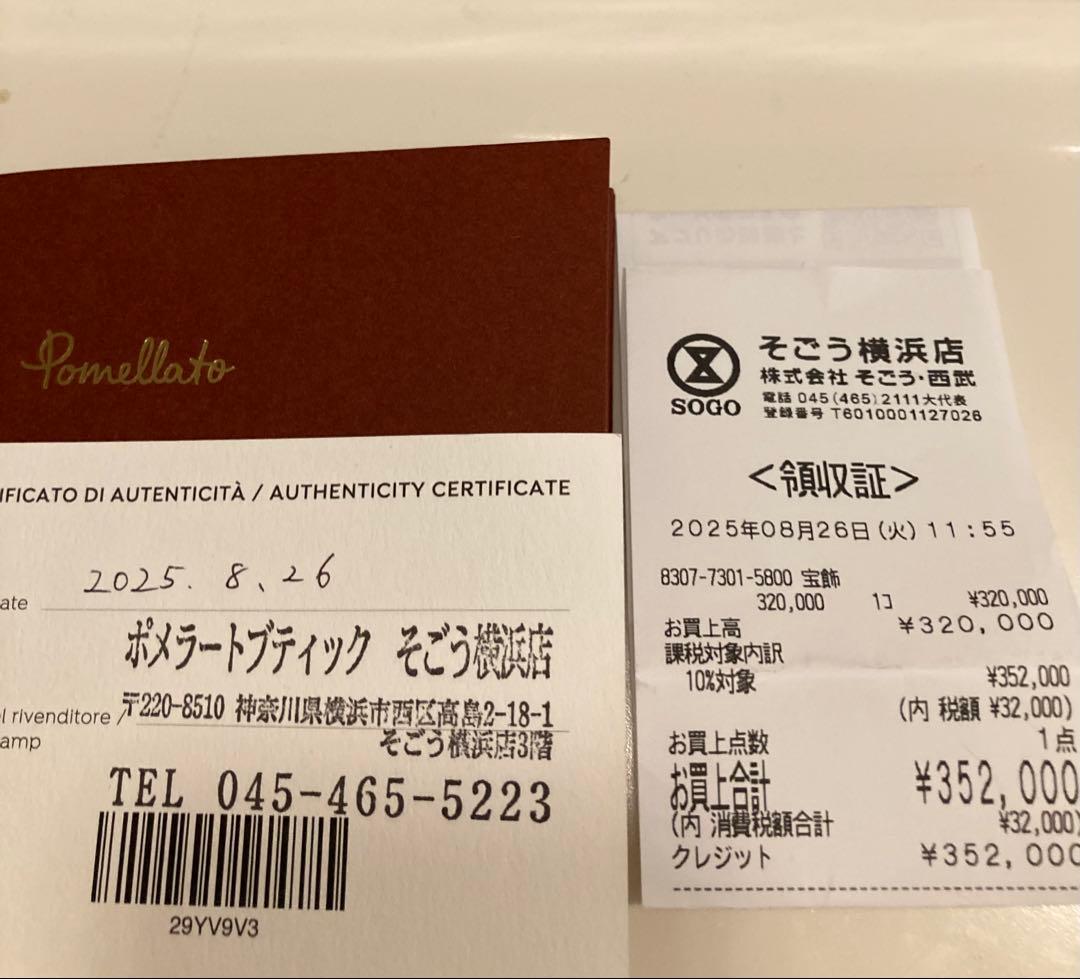 Pomellato
IFICATO DI AUTENTICITÀ / AUTHENTICITY CERTIFICATE
ate 2025. 8. 26
ポメラートブティック そごう横浜店
l rivenditore / 〒220-8510 神奈川県横浜市西区高島2-18-1
amp そごう横浜店3階
TEL 045-465-5223
29YV9V3
SOGO
そごう横浜店
株式会社 そごう・西武
電話 045(465)2111大代表
登録番号 T6010001127026
<領収証>
2025年08月26日(火) 11:55
8307-7301-5800 宝飾
320,000 1コ ¥320,000
お買上高 ¥320,000
課税対象内訳
10%対象 ¥352,000
(内 税額 ¥32,000)
お買上点数 1点
お買上合計 ¥352,000
(内 消費税額合計 ¥32,000)
クレジット ¥352,000